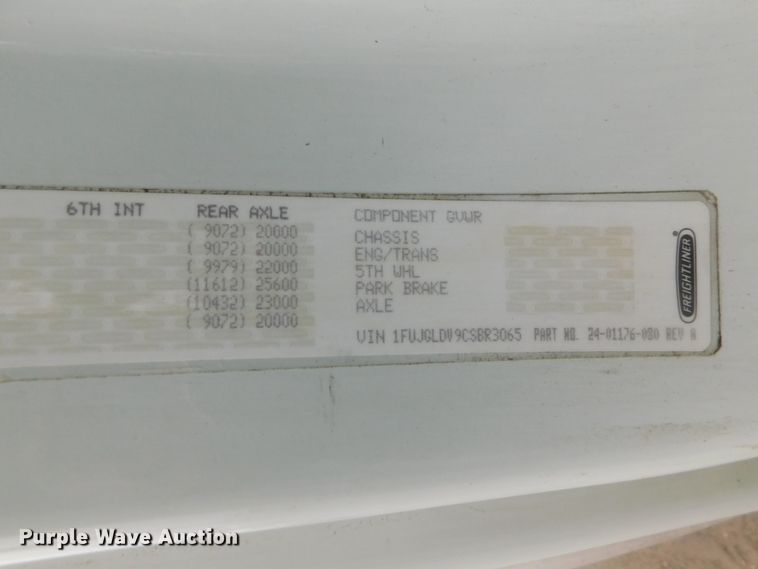 6TH INT REAR AXLE COMPONENT GVWR
( 9072) 20000 CHASSIS
( 9072) 20000 ENG/TRANS
( 9979) 22000 5TH WHL
(11612) 25600 PARK BRAKE
(10432) 23000 AXLE
( 9072) 20000
VIN 1FUJGLDV9CSBR3065 PART NO. 24-01176-080 REV A
FREIGHTLINER
Purple Wave Auction